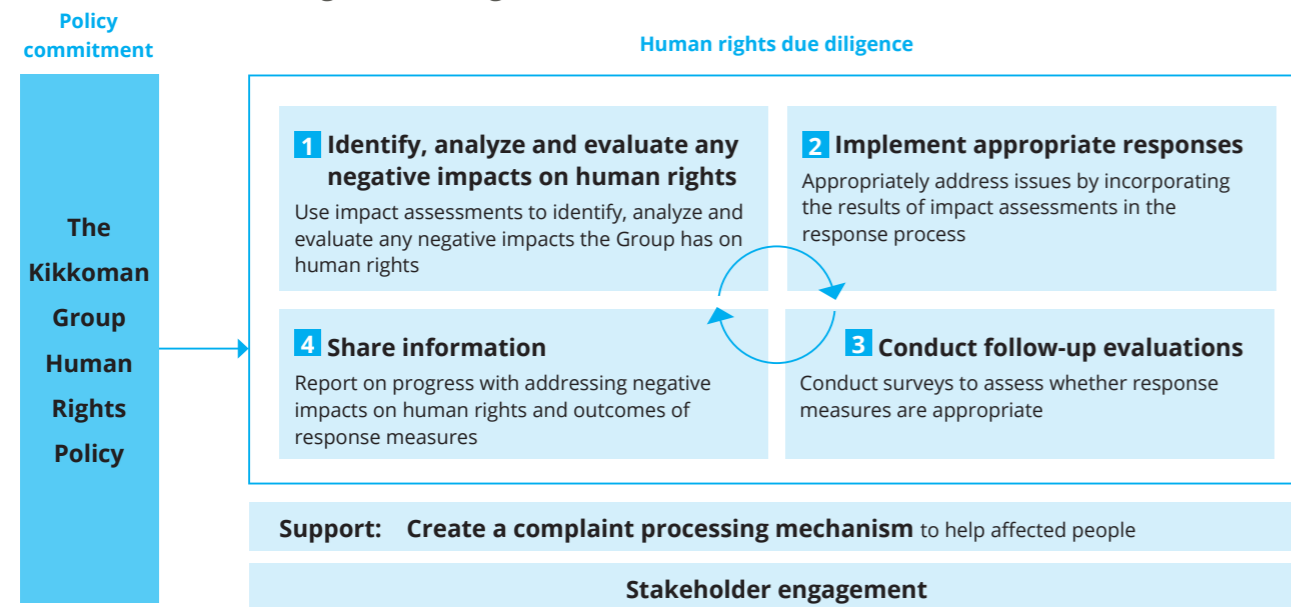 Policy
commitment
Human rights due diligence
The
Kikkoman
Group
Human
Rights
Policy
1 Identify, analyze and evaluate any
negative impacts on human rights
Use impact assessments to identify, analyze and
evaluate any negative impacts the Group has on
human rights
2 Implement appropriate responses
Appropriately address issues by incorporating
the results of impact assessments in the
response process
4 Share information
Report on progress with addressing negative
impacts on human rights and outcomes of
response measures
3 Conduct follow-up evaluations
Conduct surveys to assess whether response
measures are appropriate
Support: Create a complaint processing mechanism to help affected people
Stakeholder engagement